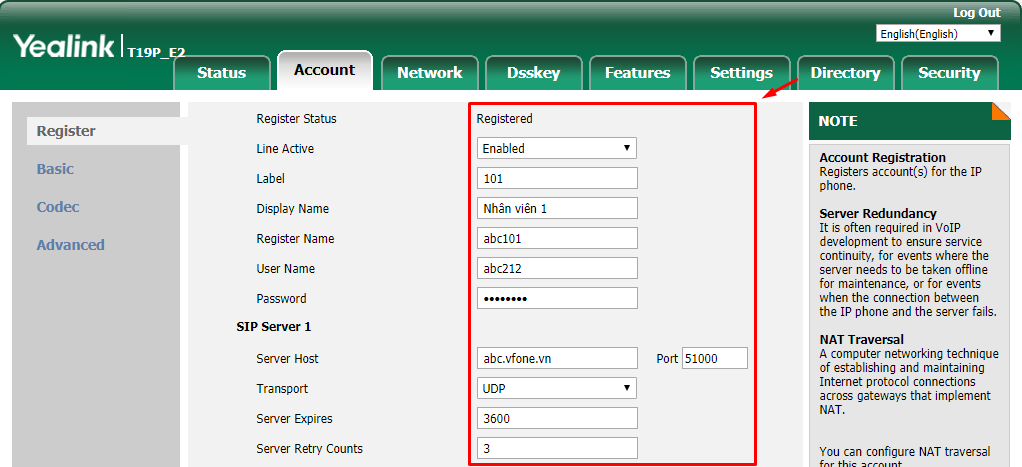 Log Out
Yealink T19P_E2
English(English)
Status Account Network Dsskey Features Settings Directory Security
Register
Basic
Codec
Advanced
Register Status Registered
Line Active Enabled
Label 101
Display Name Nhân viên 1
Register Name abc101
User Name abc212
Password ••••••••
SIP Server 1
Server Host abc.vfone.vn Port 51000
Transport UDP
Server Expires 3600
Server Retry Counts 3
NOTE
Account Registration
Registers account(s) for the IP
phone.
Server Redundancy
It is often required in VoIP
development to ensure service
continuity, for events where the
server needs to be taken offline
for maintenance, or for events
when the connection between
the IP phone and the server fails.
NAT Traversal
A computer networking technique
of establishing and maintaining
Internet protocol connections
across gateways that implement
NAT.
You can configure NAT traversal
for this account.